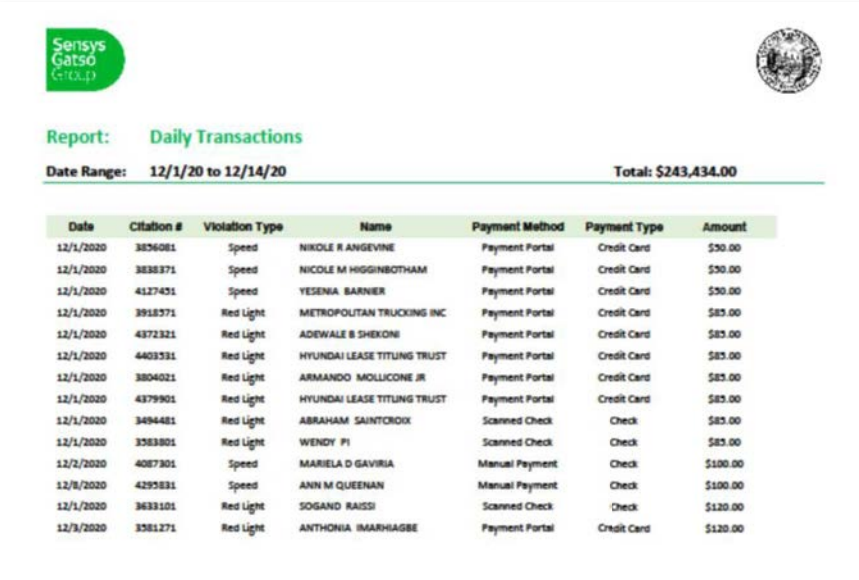 Sensys
Gatso
Group
Report: Daily Transactions
Date Range: 12/1/20 to 12/14/20 Total: $243,434.00
Date Citation # Violation Type Name Payment Method Payment Type Amount
12/1/2020 3856081 Speed NIKOLE R ANGEVINE Payment Portal Credit Card $50.00
12/1/2020 3838371 Speed NICOLE M HIGGINBOTHAM Payment Portal Credit Card $50.00
12/1/2020 4127451 Speed YESENIA BARNIER Payment Portal Credit Card $50.00
12/1/2020 3918571 Red Light METROPOLITAN TRUCKING INC Payment Portal Credit Card $85.00
12/1/2020 4372321 Red Light ADEWALE B SHEKONI Payment Portal Credit Card $85.00
12/1/2020 4403531 Red Light HYUNDAI LEASE TITLING TRUST Payment Portal Credit Card $85.00
12/1/2020 3804021 Red Light ARMANDO MOLLICONE JR Payment Portal Credit Card $85.00
12/1/2020 4379901 Red Light HYUNDAI LEASE TITLING TRUST Payment Portal Credit Card $85.00
12/1/2020 3494481 Red Light ABRAHAM SAINTCROIX Scanned Check Check $85.00
12/1/2020 3583801 Red Light WENDY PI Scanned Check Check $85.00
12/2/2020 4087301 Speed MARIELA D GAVIRIA Manual Payment Check $100.00
12/8/2020 4295831 Speed ANN M QUEENAN Manual Payment Check $100.00
12/1/2020 3633101 Red Light SOGAND RAISSI Scanned Check Check $120.00
12/3/2020 3581271 Red Light ANTHONIA IMARHIAGBE Payment Portal Credit Card $120.00